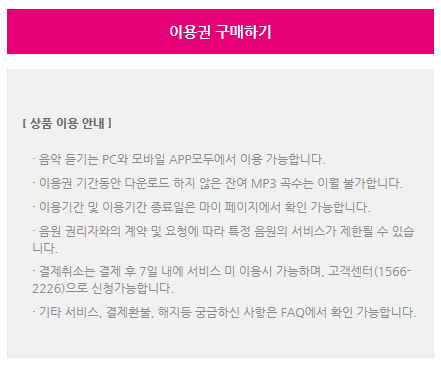 이용권 구매하기
[ 상품 이용 안내 ]
· 음악 듣기는 PC와 모바일 APP모두에서 이용 가능합니다.
· 이용권 기간동안 다운로드 하지 않은 잔여 MP3 곡수는 이월 불가합니다.
· 이용기간 및 이용기간 종료일은 마이 페이지에서 확인 가능합니다.
· 음원 권리자와의 계약 및 요청에 따라 특정 음원의 서비스가 제한될 수 있습
니다.
· 결제취소는 결제 후 7일 내에 서비스 미 이용시 가능하며, 고객센터(1566-
2226)으로 신청가능합니다.
· 기타 서비스, 결제환불, 해지등 궁금하신 사항은 FAQ에서 확인 가능합니다.